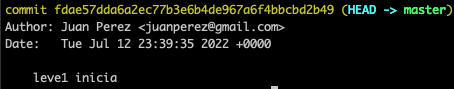 commit fdae57dda6a2ec77b3e6b4de967a6f4bbcbd2b49 (HEAD -> master)
Author: Juan Perez <juanperez@gmail.com>
Date:   Tue Jul 12 23:39:35 2022 +0000
leve1 inicia